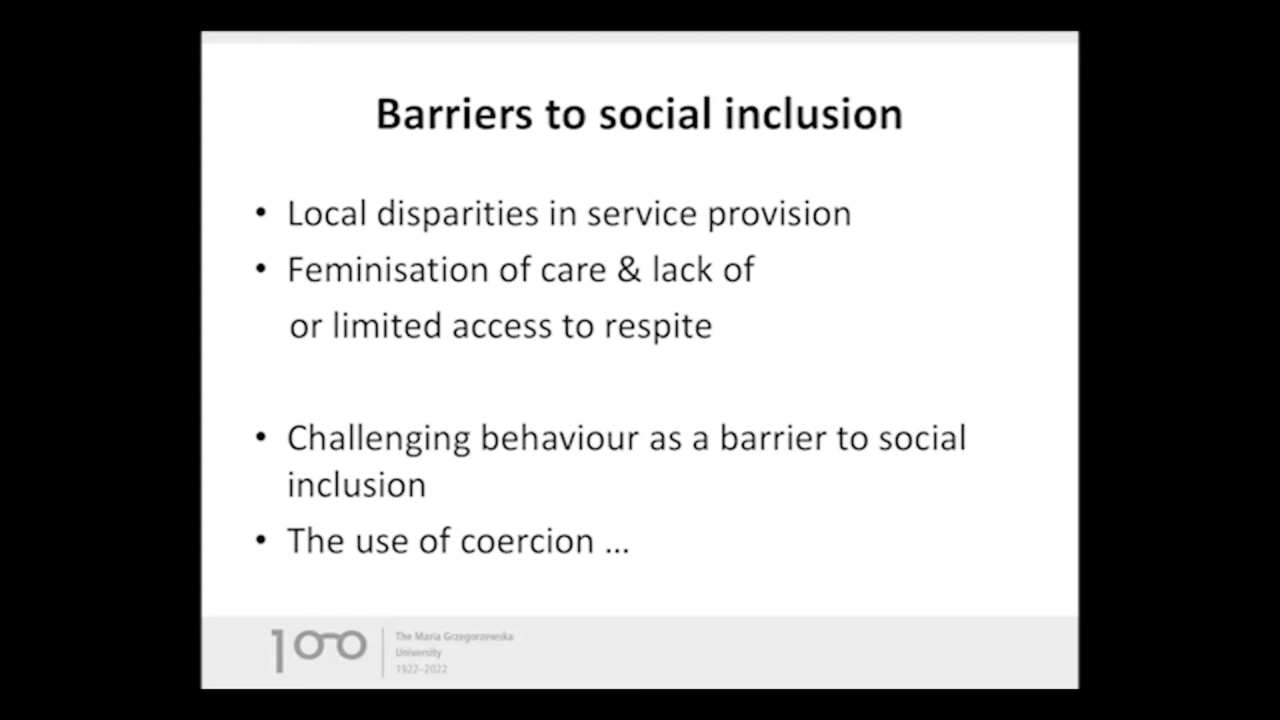 Barriers to social inclusion
• Local disparities in service provision
• Feminisation of care & lack of
or limited access to respite
• Challenging behaviour as a barrier to social
inclusion
• The use of coercion ...
100
The Maria Grzegorzewska
University
1922–2022